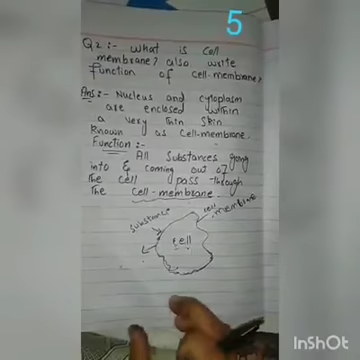 5
Q.2:- What is Cell
membrane? also write
function of cell-membrane?
Ans:- Nucleus and cytoplasm
are enclosed within
a very thin skin
known as cell-membrane.
Function :-
All Substances going
into & coming out of
the cell pass through
the cell-membrane.
substance
cell
membrane
cell
InShot